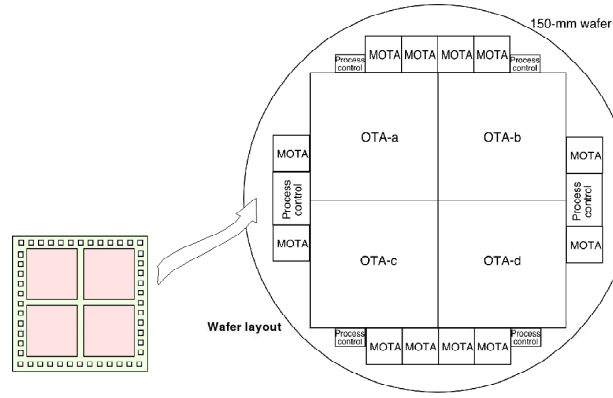 150-mm wafer
MOTA MOTA MOTA MOTA
Process
control
Process
control
OTA-a
OTA-b
MOTA
Process
control
MOTA
MOTA
Process
control
MOTA
OTA-c
OTA-d
Wafer layout
Process
control
Process
control
MOTA MOTA MOTA MOTA